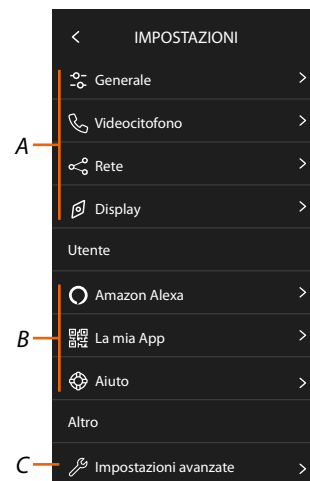 IMPOSTAZIONI
Generale
Videocitofono
A
Rete
Display
Utente
Amazon Alexa
B La mia App
Aiuto
Altro
C Impostazioni avanzate